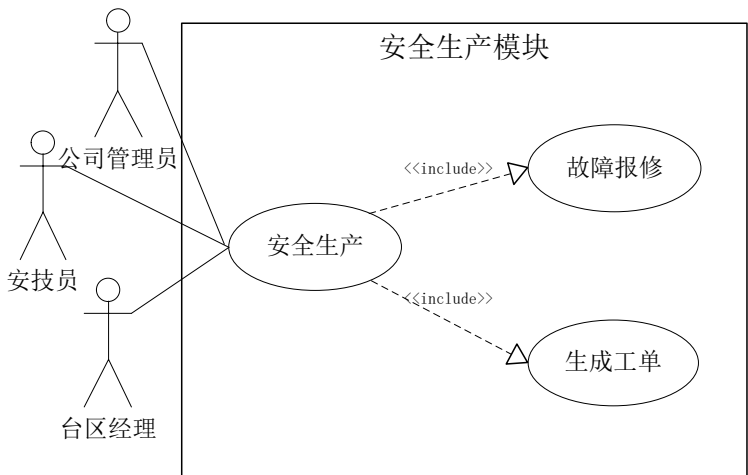 安全生产模块
公司管理员
<<include>>
故障报修
安全生产
安技员
<<include>>
生成工单
台区经理